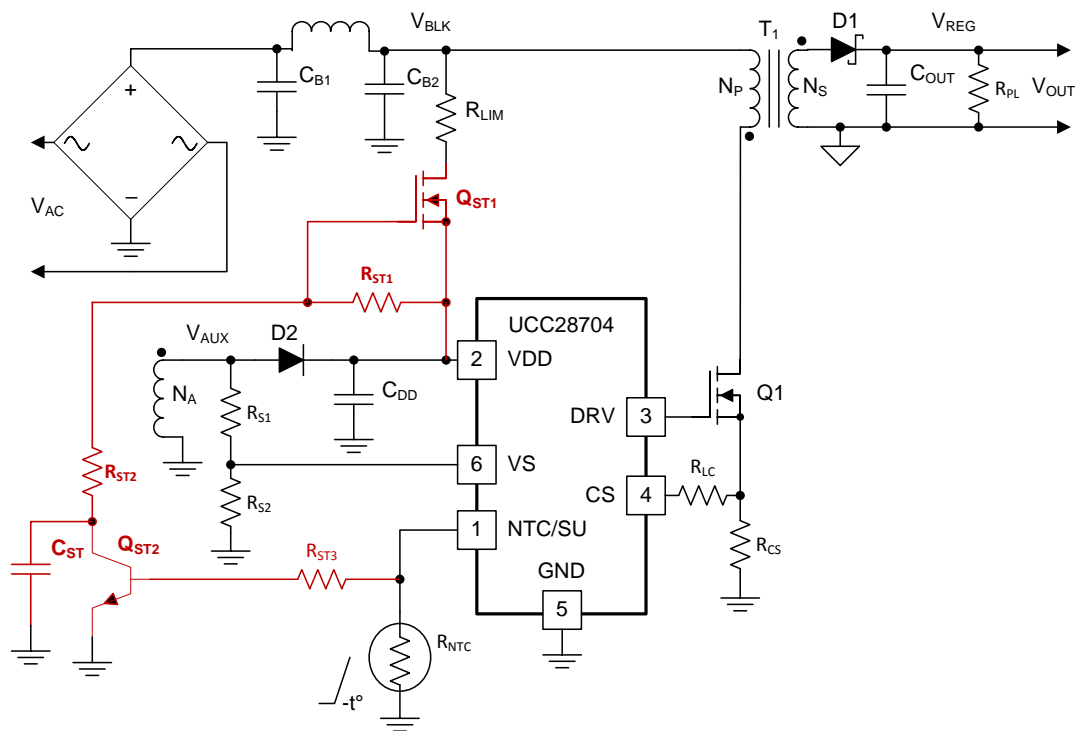 V_BLK
T₁
D1
V_REG
+
C_B1
C_B2
R_LIM
N_P
N_S
C_OUT
R_PL
V_OUT
V_AC
−
Q_ST1
R_ST1
UCC28704
V_AUX
D2
2
VDD
N_A
C_DD
R_S1
DRV
3
Q1
R_ST2
6
VS
R_S2
CS
4
R_LC
C_ST
Q_ST2
R_ST3
1
NTC/SU
R_CS
GND
5
R_NTC
-t°